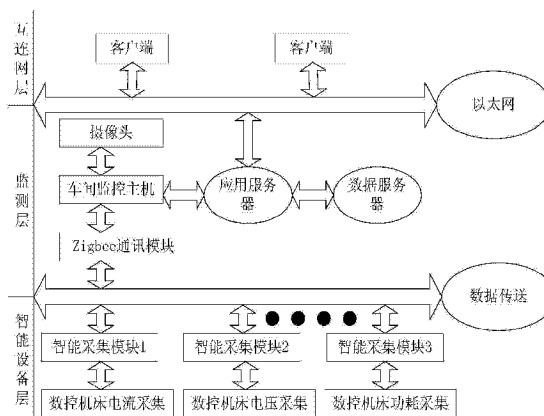 互连网层
客户端
客户端
以太网
监测层
摄像头
车间监控主机
应用服务
器
数据服务
器
Zigbee通讯模块
数据传送
智能设备层
智能采集模块1
智能采集模块2
智能采集模块3
数控机床电流采集
数控机床电压采集
数控机床功耗采集